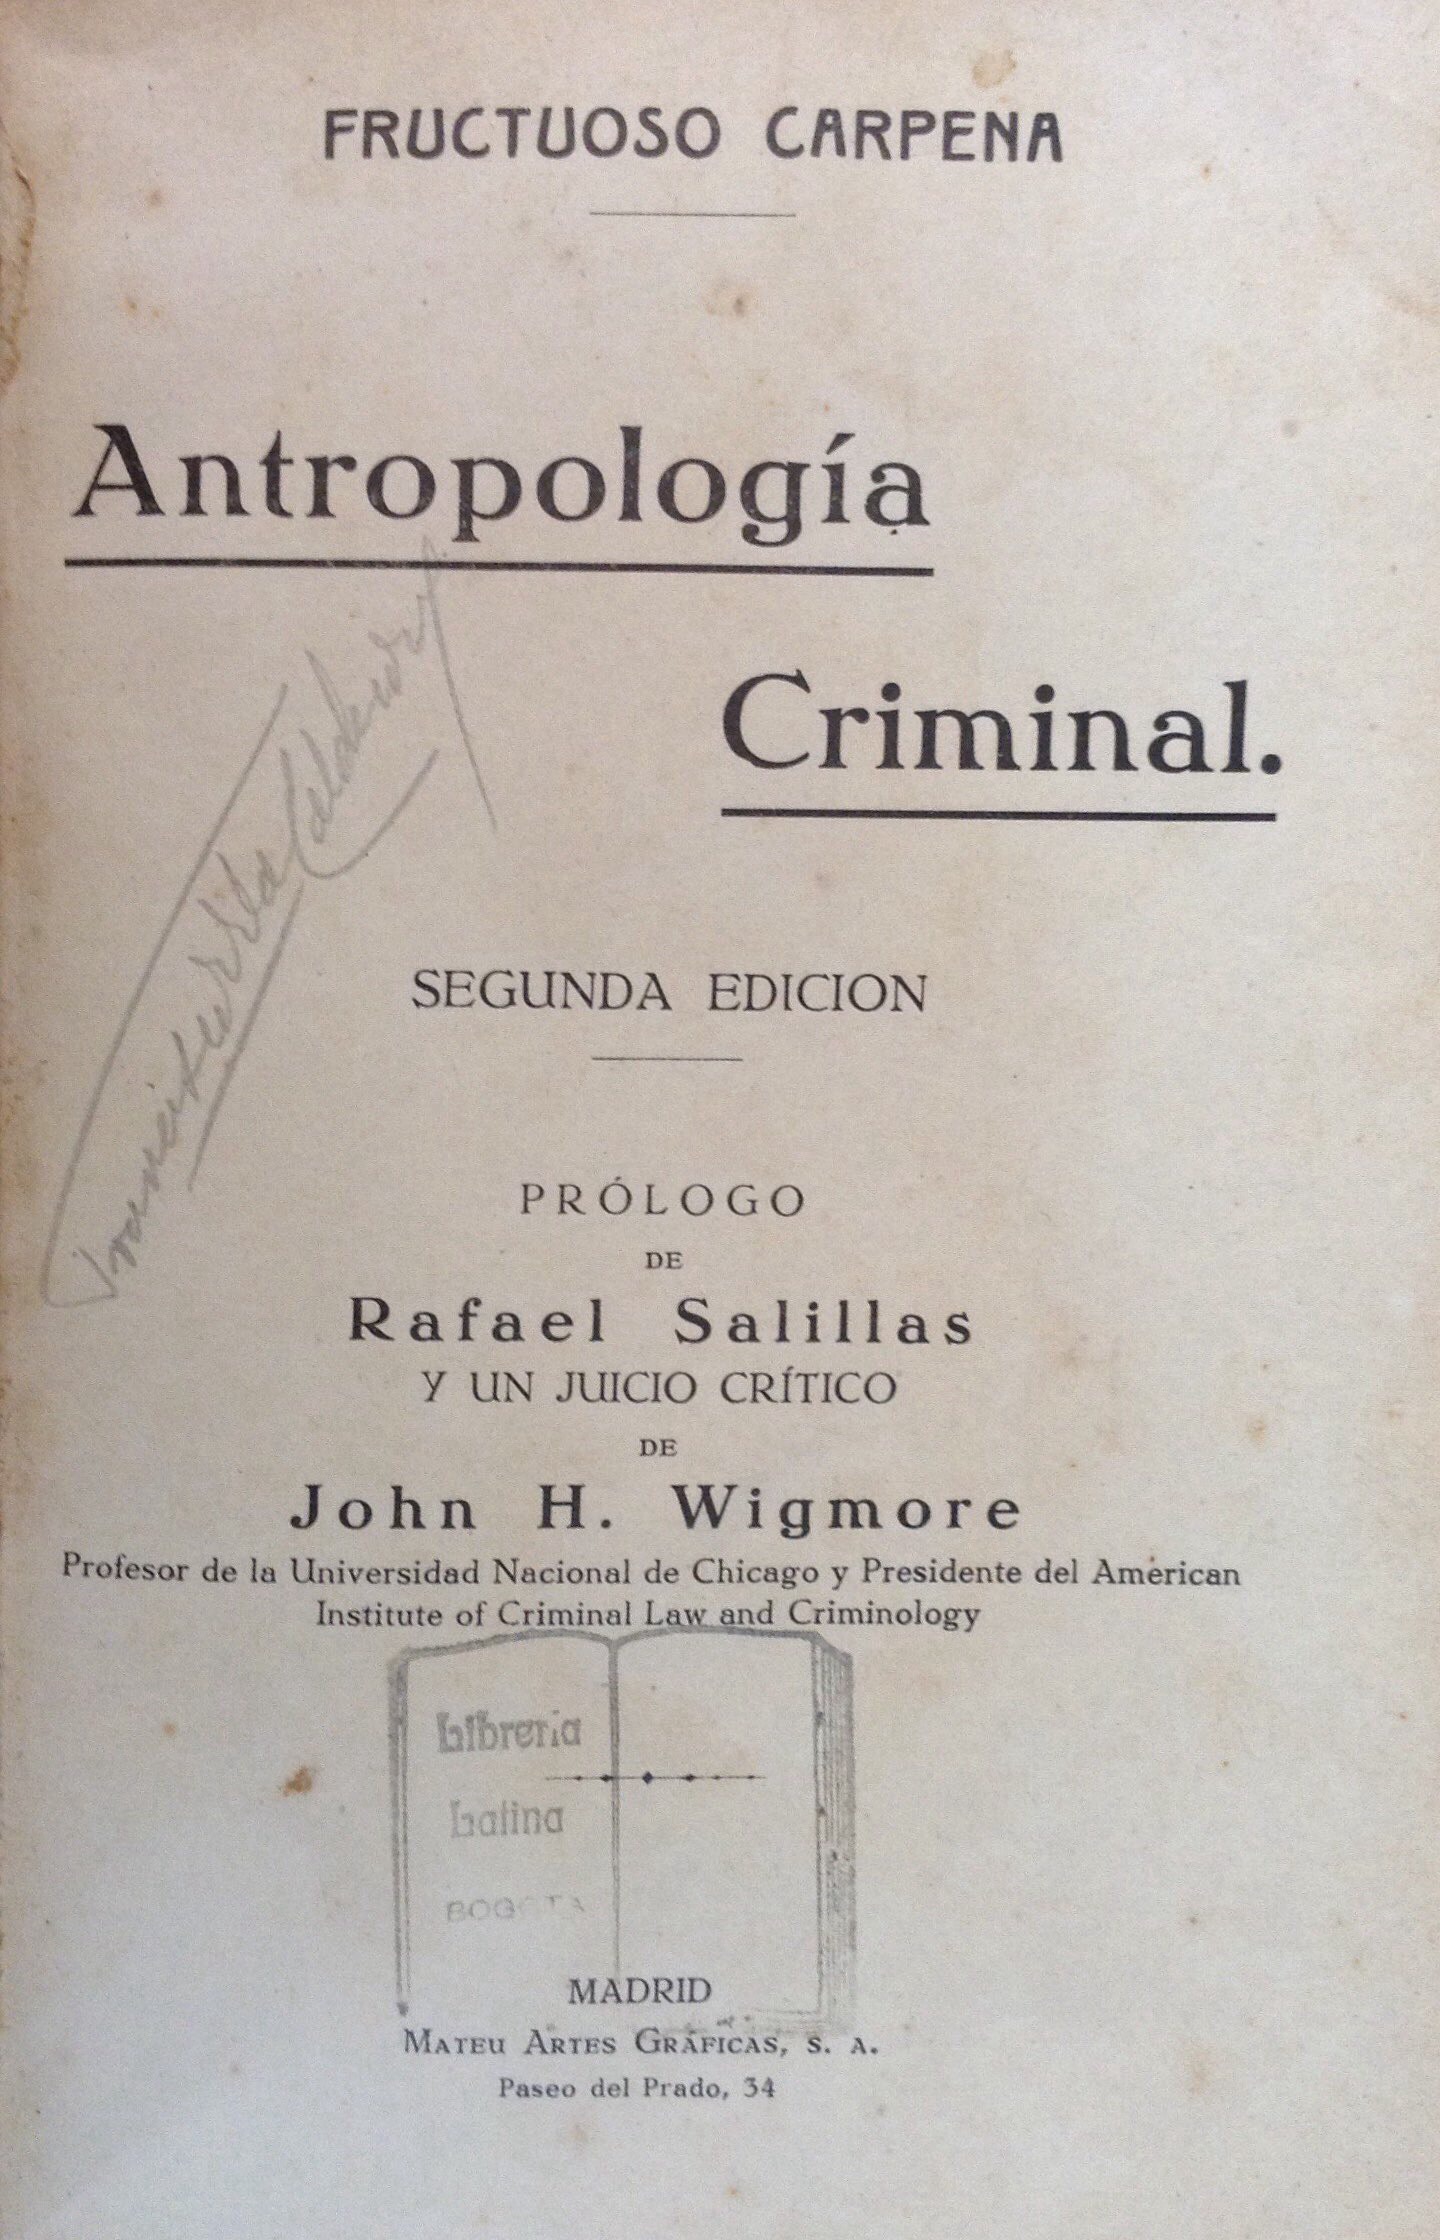 FRUCTUOSO CARPENA
Antropología
Criminal.
SEGUNDA EDICION
PRÓLOGO
DE
Rafael Salillas
Y UN JUICIO CRÍTICO
DE
John H. Wigmore
Profesor de la Universidad Nacional de Chicago y Presidente del American
Institute of Criminal Law and Criminology
Librería
Latina
BOGOTA
MADRID
MATEU ARTES GRÁFICAS, S. A.
Paseo del Prado, 34